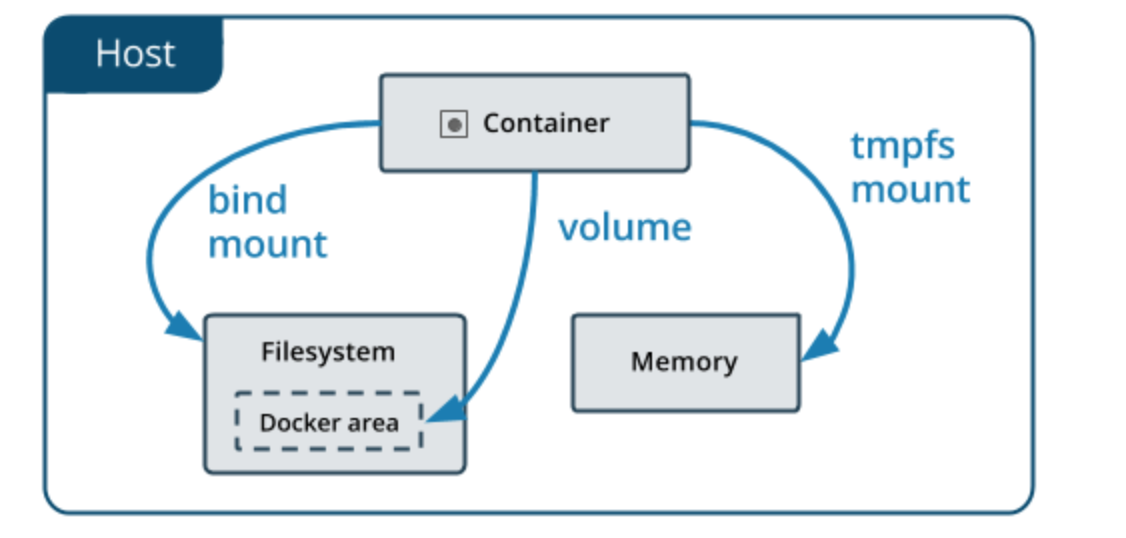 Host
Container
bind
mount
volume
tmpfs
mount
Filesystem
Docker area
Memory